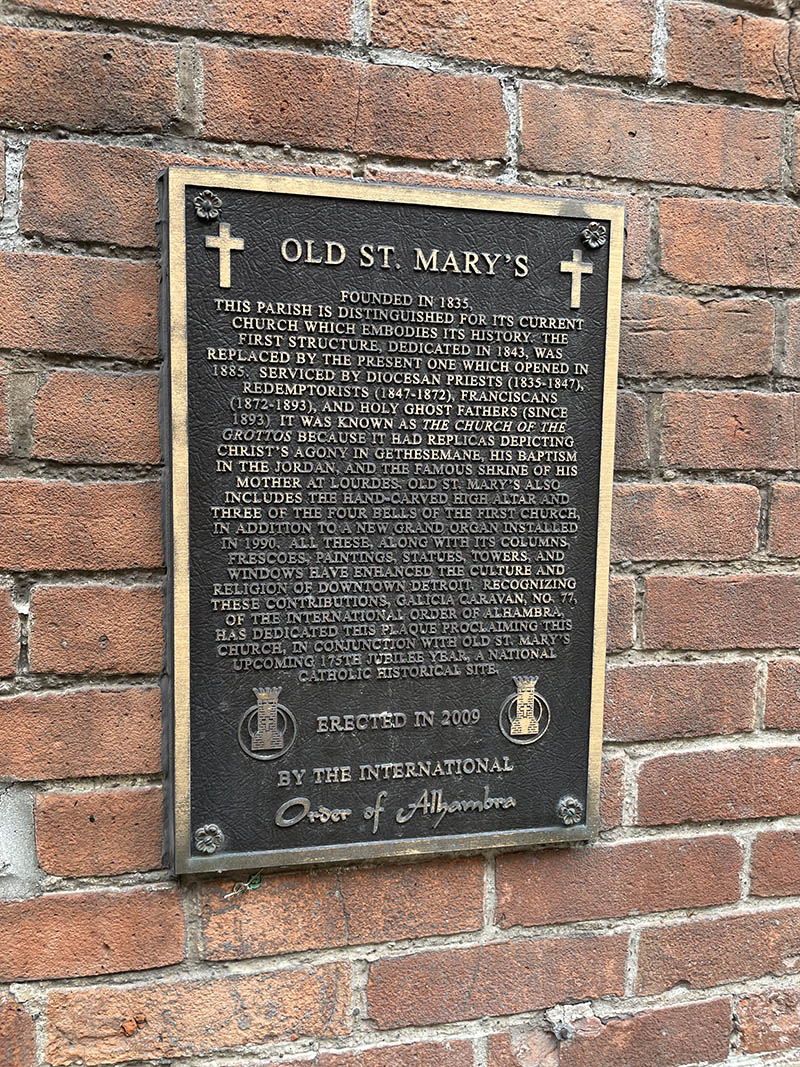 OLD ST. MARY'S
FOUNDED IN 1835,
THIS PARISH IS DISTINGUISHED FOR ITS CURRENT
CHURCH WHICH EMBODIES ITS HISTORY. THE
FIRST STRUCTURE, DEDICATED IN 1843, WAS
REPLACED BY THE PRESENT ONE WHICH OPENED IN
1885. SERVICED BY DIOCESAN PRIESTS (1835-1847),
REDEMPTORISTS (1847-1872), FRANCISCANS
(1872-1893), AND HOLY GHOST FATHERS (SINCE
1893) IT WAS KNOWN AS THE CHURCH OF THE
GROTTOS BECAUSE IT HAD REPLICAS DEPICTING
CHRIST'S AGONY IN GETHESEMANE, HIS BAPTISM
IN THE JORDAN, AND THE FAMOUS SHRINE OF HIS
MOTHER AT LOURDES. OLD ST. MARY'S ALSO
INCLUDES THE HAND-CARVED HIGH ALTAR AND
THREE OF THE FOUR BELLS OF THE FIRST CHURCH,
IN ADDITION TO A NEW GRAND ORGAN INSTALLED
IN 1990. ALL THESE, ALONG WITH ITS COLUMNS,
FRESCOES, PAINTINGS, STATUES, TOWERS, AND
WINDOWS HAVE ENHANCED THE CULTURE AND
RELIGION OF DOWNTOWN DETROIT. RECOGNIZING
THESE CONTRIBUTIONS, GALICIA CARAVAN, NO. 77,
OF THE INTERNATIONAL ORDER OF ALHAMBRA,
HAS DEDICATED THIS PLAQUE PROCLAIMING THIS
CHURCH, IN CONJUNCTION WITH OLD ST. MARY'S
UPCOMING 175TH JUBILEE YEAR, A NATIONAL
CATHOLIC HISTORICAL SITE.
ERECTED IN 2009
BY THE INTERNATIONAL
Order of Alhambra